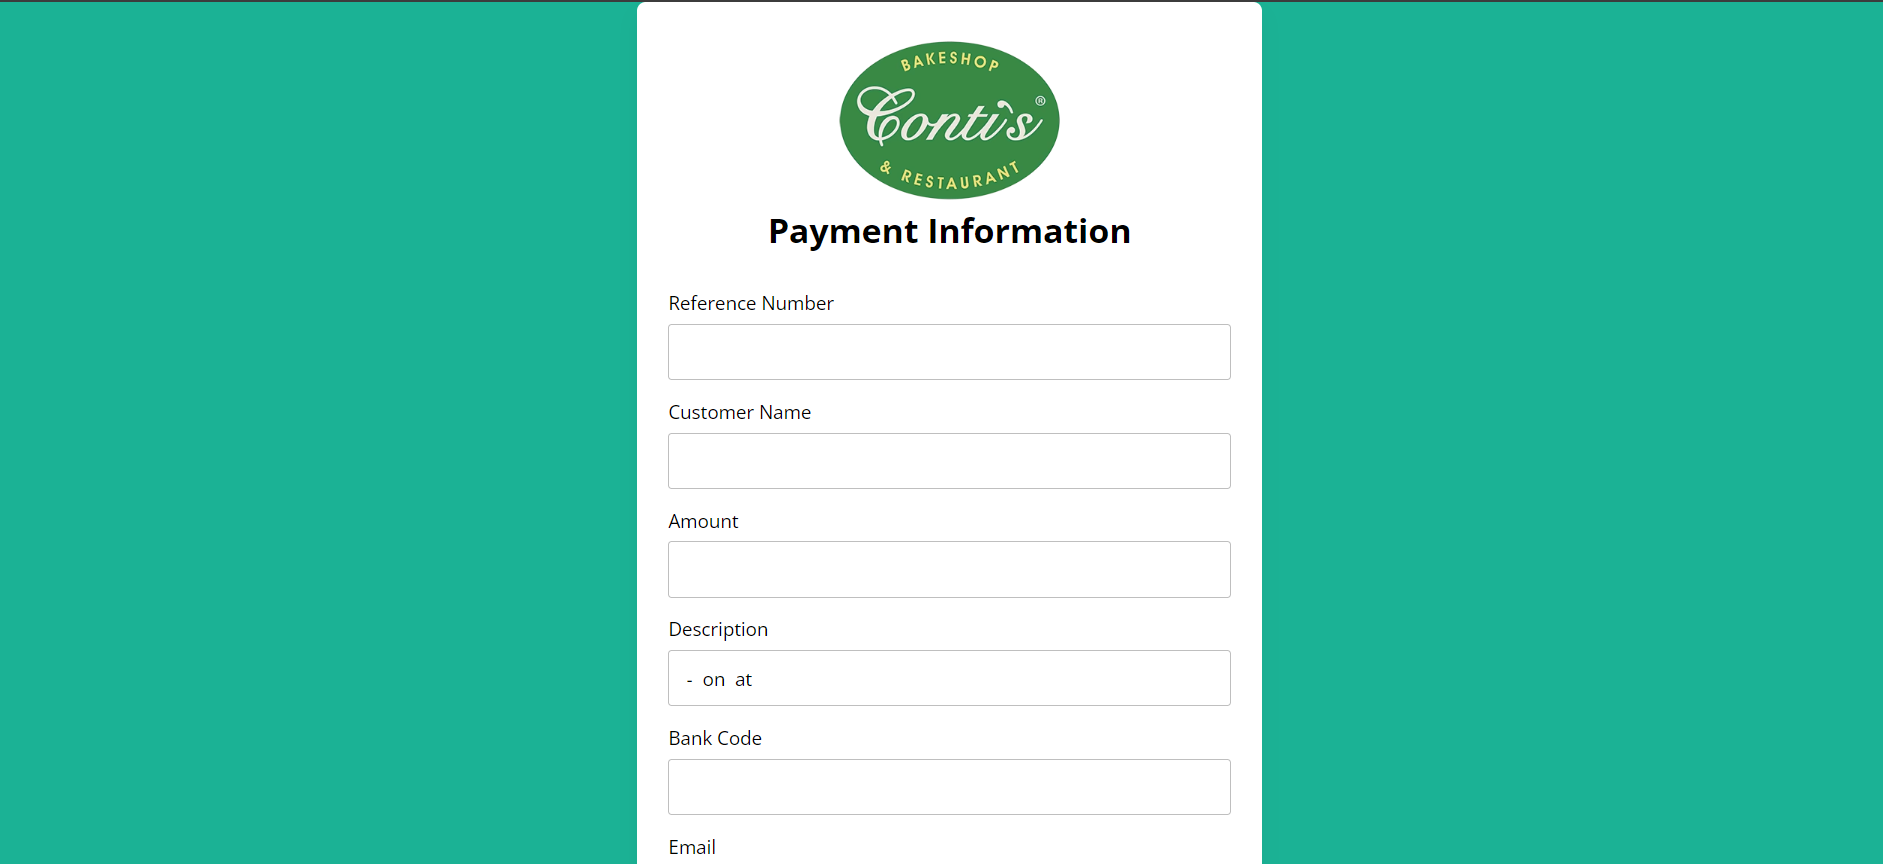 BAKESHOP
Conti's®
& RESTAURANT
Payment Information
Reference Number
Customer Name
Amount
Description
- on at
Bank Code
Email